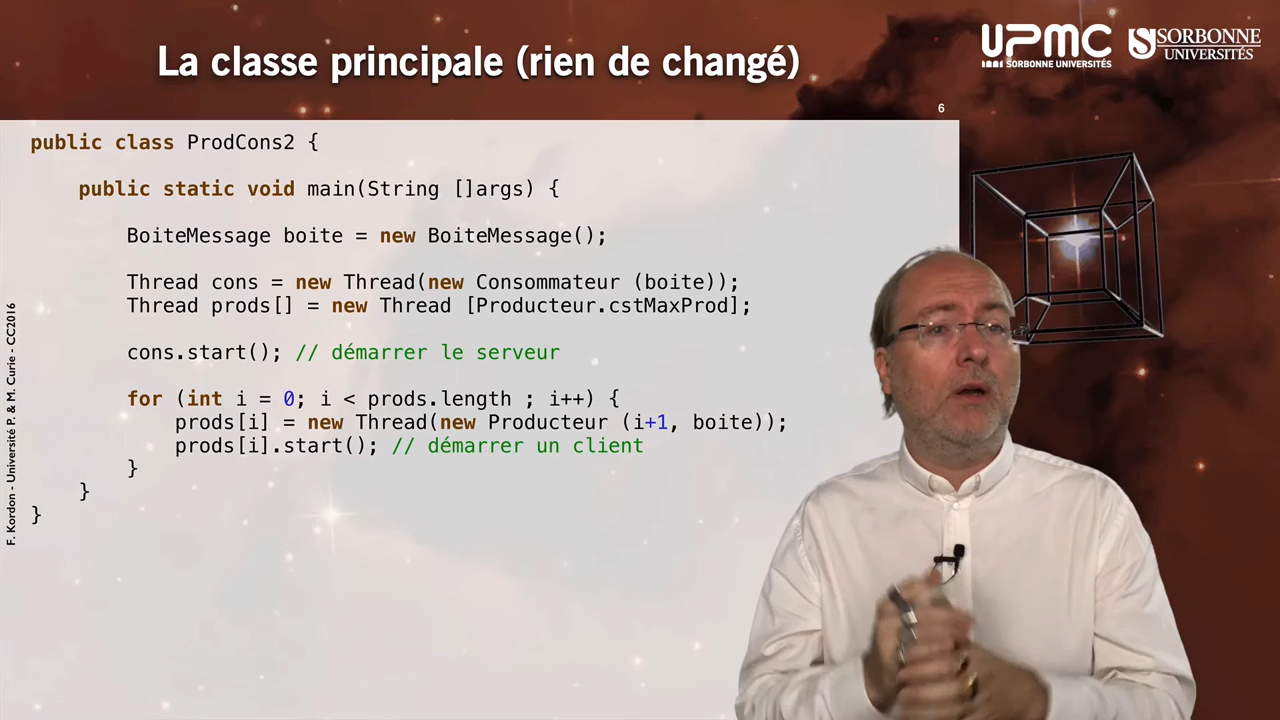 La classe principale (rien de changé)
UPMC
SORBONNE UNIVERSITÉS
SORBONNE
UNIVERSITÉS
6
public class ProdCons2 {
public static void main(String []args) {
BoiteMessage boite = new BoiteMessage();
Thread cons = new Thread(new Consommateur (boite));
Thread prods[] = new Thread [Producteur.cstMaxProd];
cons.start(); // démarrer le serveur
for (int i = 0; i < prods.length ; i++) {
prods[i] = new Thread(new Producteur (i+1, boite));
prods[i].start(); // démarrer un client
}
}
}
F. Kordon - Université P. & M. Curie - CC2016